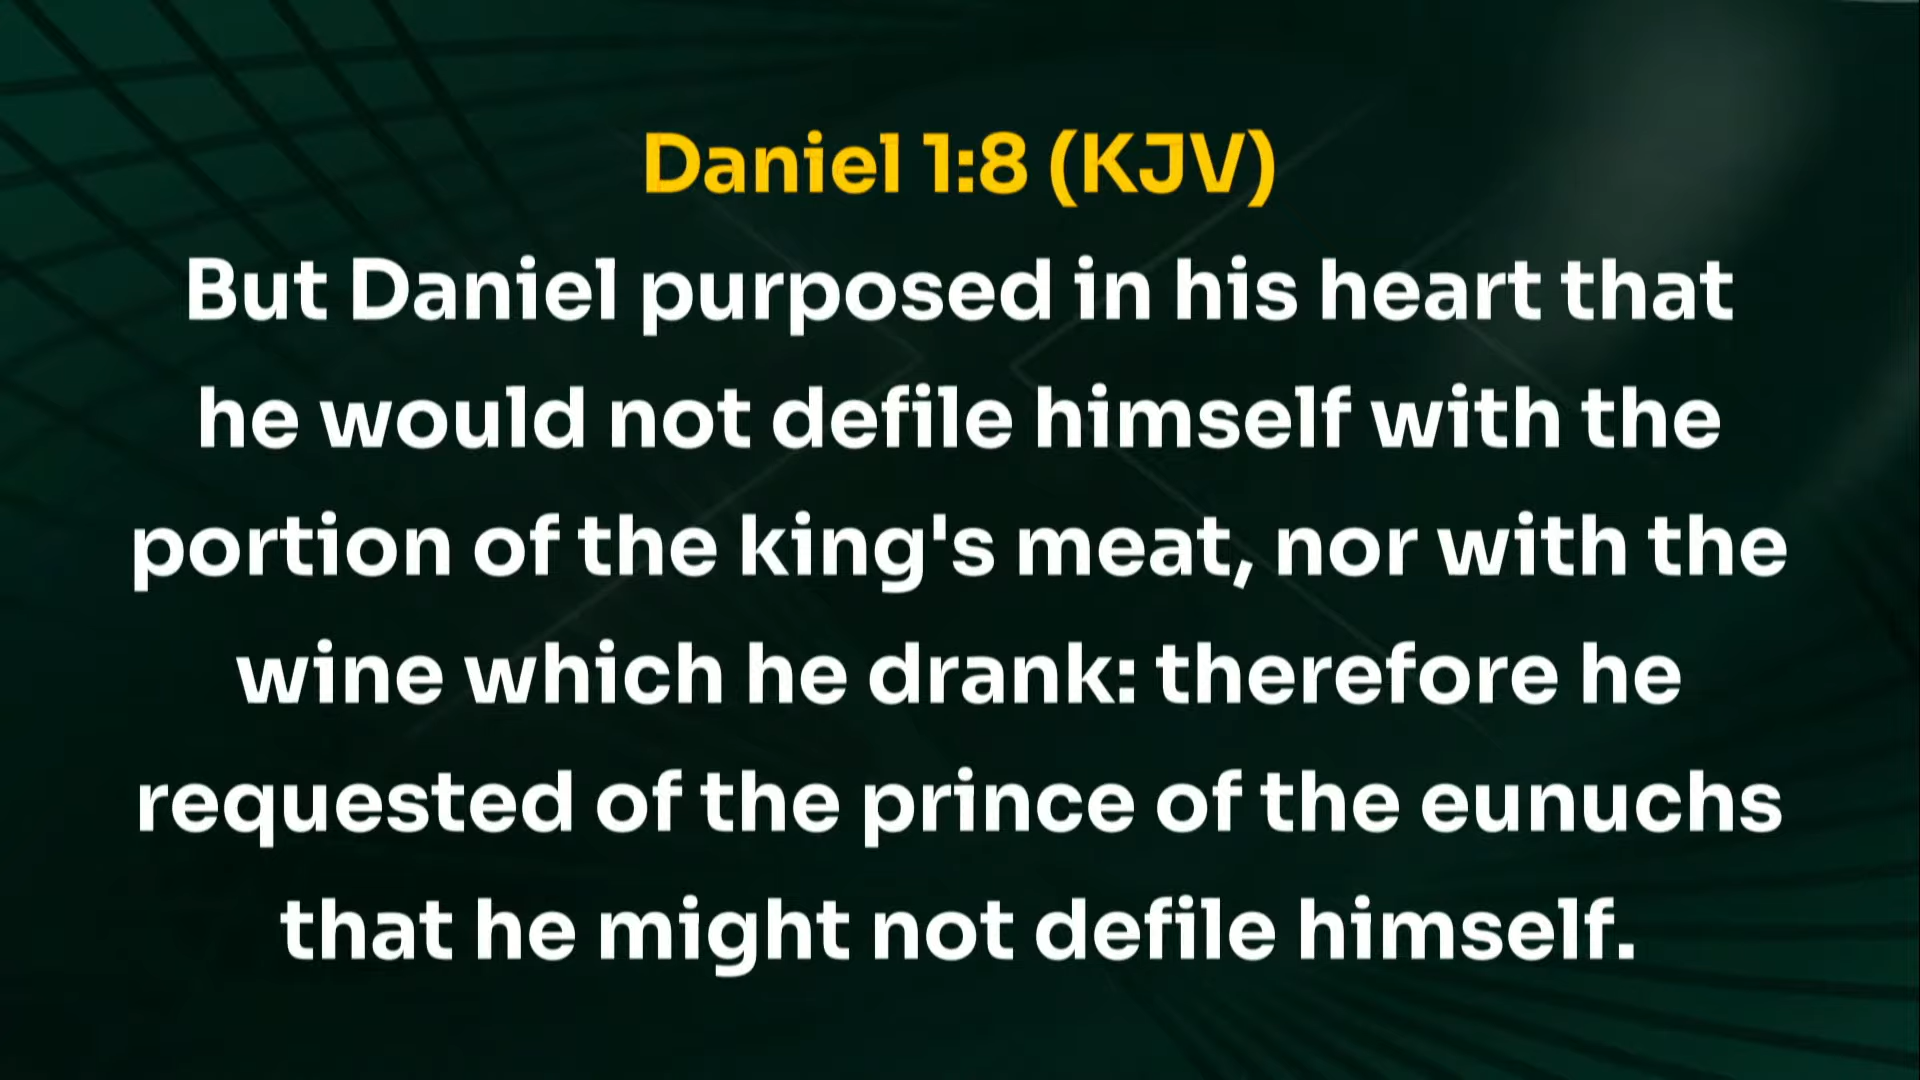 Daniel 1:8 (KJV)
But Daniel purposed in his heart that
he would not defile himself with the
portion of the king's meat, nor with the
wine which he drank: therefore he
requested of the prince of the eunuchs
that he might not defile himself.